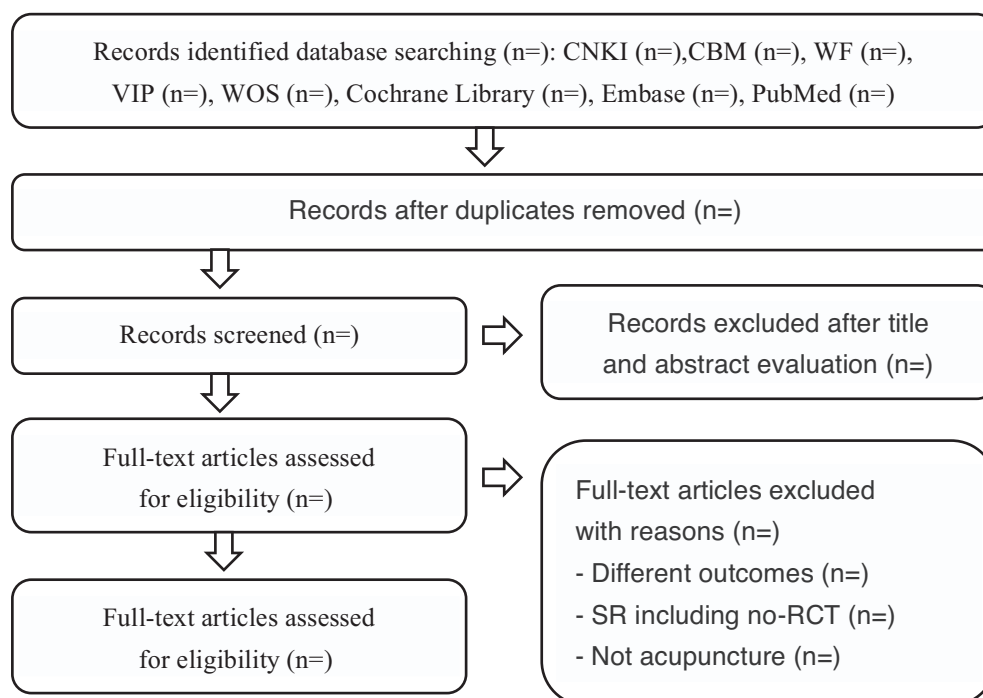 Records identified database searching (n=): CNKI (n=),CBM (n=), WF (n=),
VIP (n=), WOS (n=), Cochrane Library (n=), Embase (n=), PubMed (n=)
Records after duplicates removed (n=)
Records screened (n=)
Records excluded after title
and abstract evaluation (n=)
Full-text articles assessed
for eligibility (n=)
Full-text articles excluded
with reasons (n=)
- Different outcomes (n=)
- SR including no-RCT (n=)
- Not acupuncture (n=)
Full-text articles assessed
for eligibility (n=)